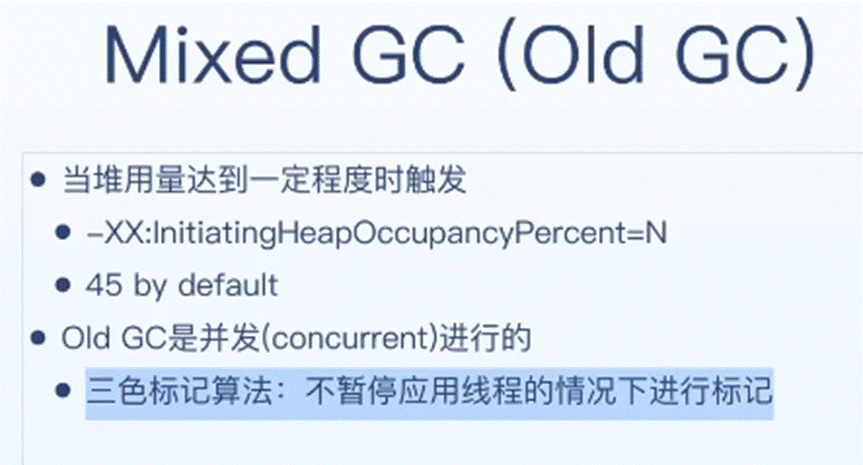 Mixed GC (Old GC)
当堆用量达到一定程度时触发
-XX:InitiatingHeapOccupancyPercent=N
45 by default
Old GC是并发(concurrent)进行的
三色标记算法：不暂停应用线程的情况下进行标记